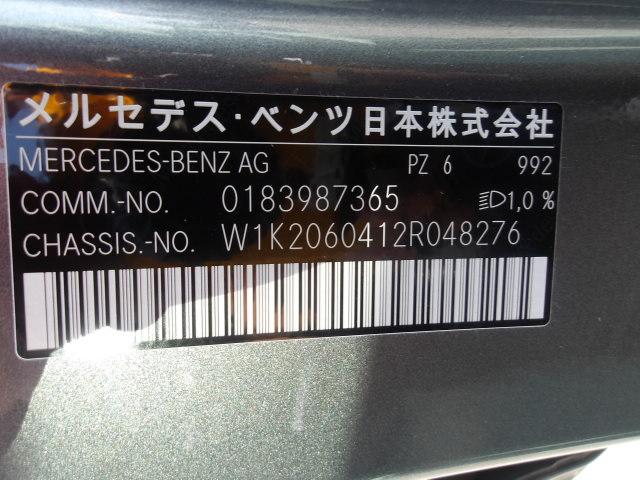 メルセデス・ベンツ日本株式会社
MERCEDES-BENZ AG PZ 6 992
COMM.-NO. 0183987365 1,0 %
CHASSIS.-NO. W1K2060412R048276